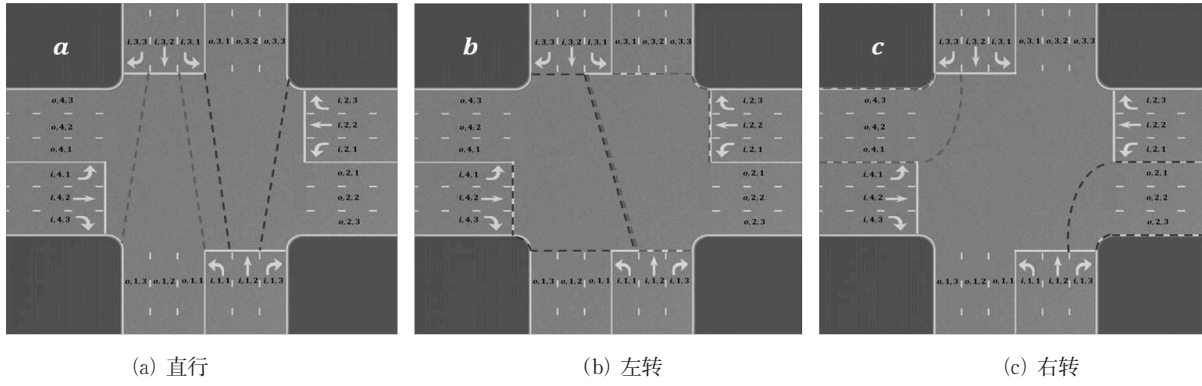 a
i,3,3 i,3,2 i,3,1 o,3,1 o,3,2 o,3,3
o,4,3
o,4,2
o,4,1
i,4,1
i,4,2
i,4,3
i,2,3
i,2,2
i,2,1
o,2,1
o,2,2
o,2,3
o,1,3 o,1,2 o,1,1 i,1,1 i,1,2 i,1,3
(a) 直行
b
i,3,3 i,3,2 i,3,1 o,3,1 o,3,2 o,3,3
o,4,3
o,4,2
o,4,1
i,4,1
i,4,2
i,4,3
i,2,3
i,2,2
i,2,1
o,2,1
o,2,2
o,2,3
o,1,3 o,1,2 o,1,1 i,1,1 i,1,2 i,1,3
(b) 左转
c
i,3,3 i,3,2 i,3,1 o,3,1 o,3,2 o,3,3
o,4,3
o,4,2
o,4,1
i,4,1
i,4,2
i,4,3
i,2,3
i,2,2
i,2,1
o,2,1
o,2,2
o,2,3
o,1,3 o,1,2 o,1,1 i,1,1 i,1,2 i,1,3
(c) 右转